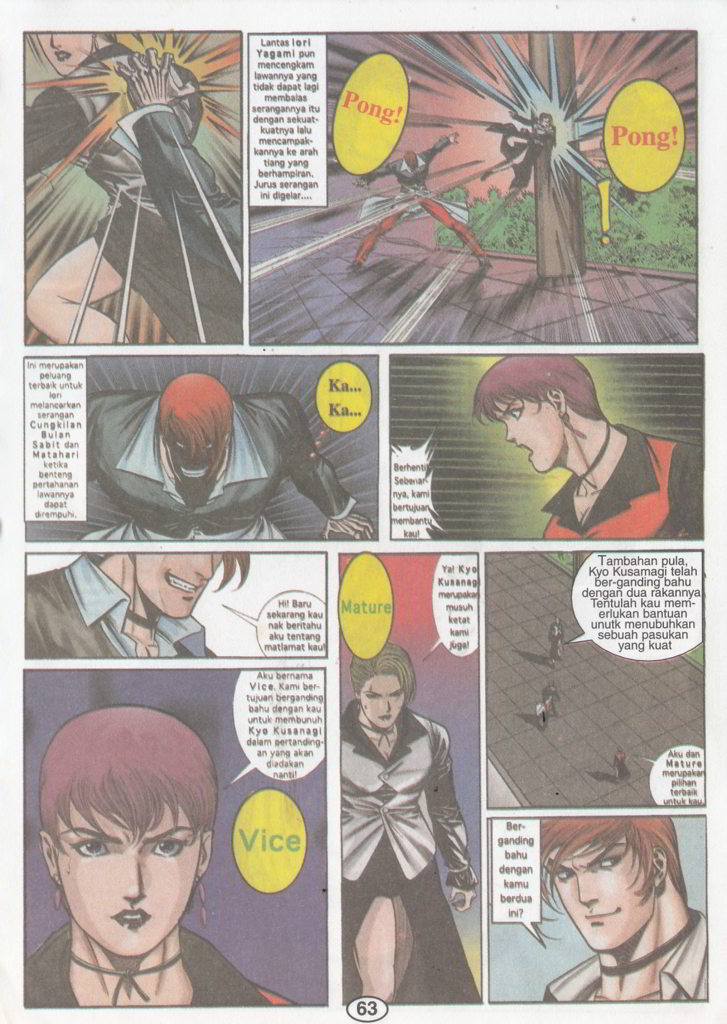 Lantas Iori
Yagami pun
mencengkam
lawannya yang
tidak dapat lagi
membalas
serangannya itu
dengan sekuat-
kuatnya lalu
mencampak-
kannya ke arah
tiang yang
berhampiran.
Jurus serangan
ini digelar....
Pong!
Pong!
!
Ini merupakan
peluang
terbaik untuk
Iori
melancarkan
serangan
Cungkilan
Bulan
Sabit dan
Matahari
ketika
benteng
pertahanan
lawannya
dapat
dirempuhi.
Ka...
Ka...
Berhenti!
Sebenar-
nya, kami
bertujuan
membantu
kau!
Hi! Baru
sekarang kau
nak beritahu
aku tentang
matlamat kau!
Mature
Ya! Kyo
Kusanagi
merupakan
musuh
ketat
kami
juga!
Tambahan pula,
Kyo Kusamagi telah
ber-ganding bahu
dengan dua rakannya
Tentulah kau mem-
erlukan bantuan
unutk menubuhkan
sebuah pasukan
yang kuat
Aku dan
Mature
merupakan
pilihan
terbaik
untuk kau.
Aku bernama
Vice. Kami ber-
tujuan berganding
bahu dengan kau
untuk membunuh
Kyo Kusanagi
dalam pertanding-
an yang akan
diadakan
nanti!
Vice
Ber-
ganding
bahu
dengan
kamu
berdua
ini?
63